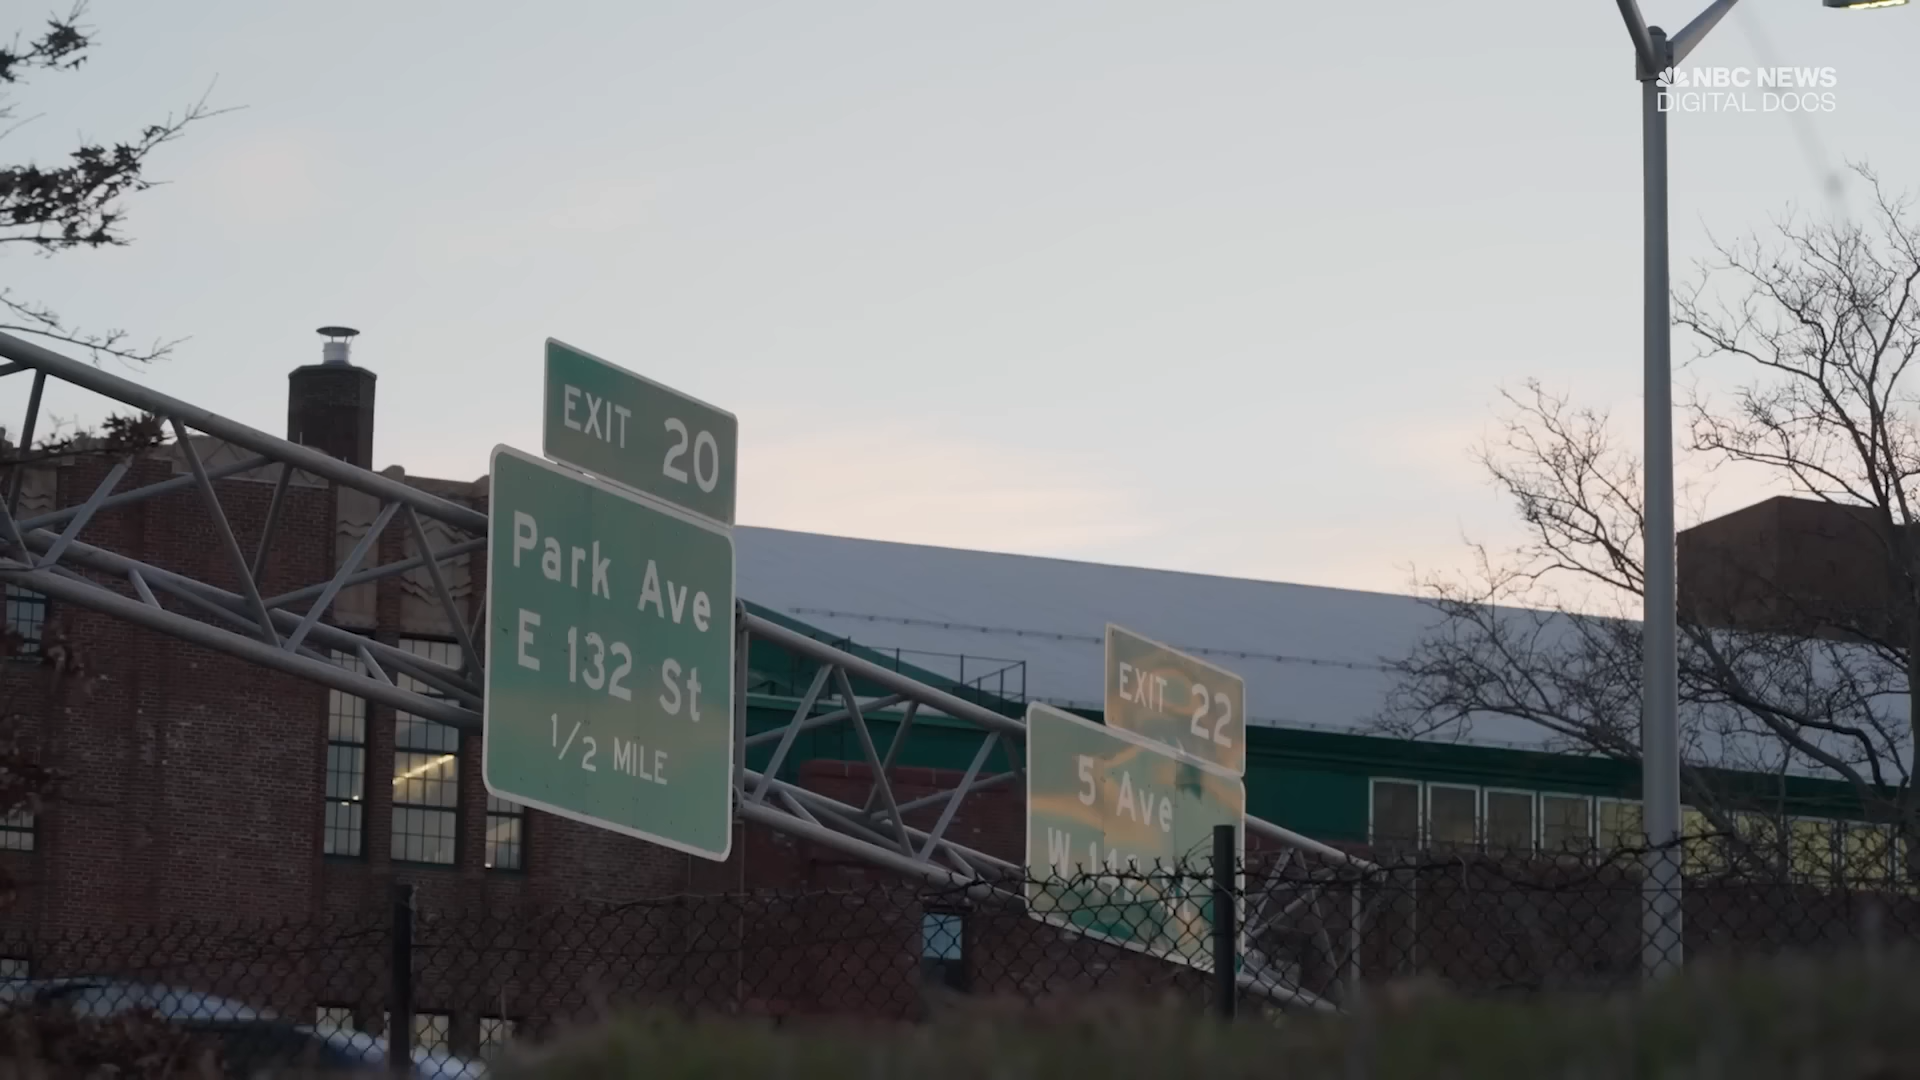 NBC NEWS
DIGITAL DOCS
EXIT 20
Park Ave
E 132 St
1/2 MILE
EXIT 22
5 Ave
W